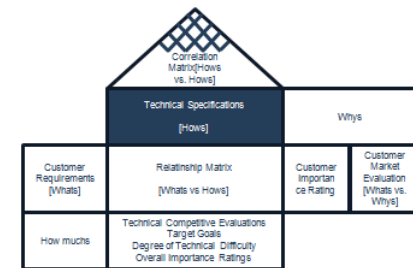 Correlation
Matrix[Hows
vs. Hows]
Technical Specifications
[Hows]
Whys
Customer
Requirements
[Whats]
Relatinship Matrix
[Whats vs Hows]
Customer
Importan
ce Rating
Customer
Market
Evaluation
[Whats vs.
Whys]
How muchs
Technical Competitive Evaluations
Target Goals
Degree of Technical Difficulty
Overall Importance Ratings